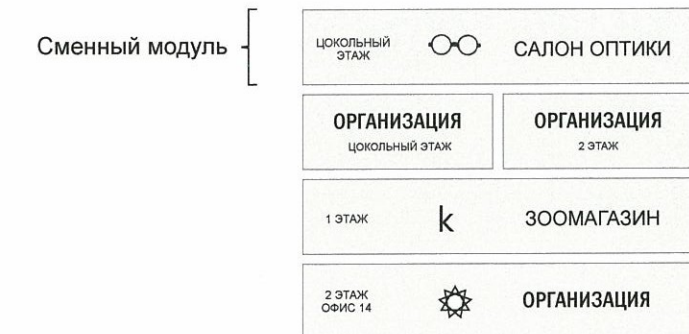 Сменный модуль
ЦОКОЛЬНЫЙ
ЭТАЖ
САЛОН ОПТИКИ
ОРГАНИЗАЦИЯ
ЦОКОЛЬНЫЙ ЭТАЖ
ОРГАНИЗАЦИЯ
2 ЭТАЖ
1 ЭТАЖ
k
ЗООМАГАЗИН
2 ЭТАЖ
ОФИС 14
ОРГАНИЗАЦИЯ